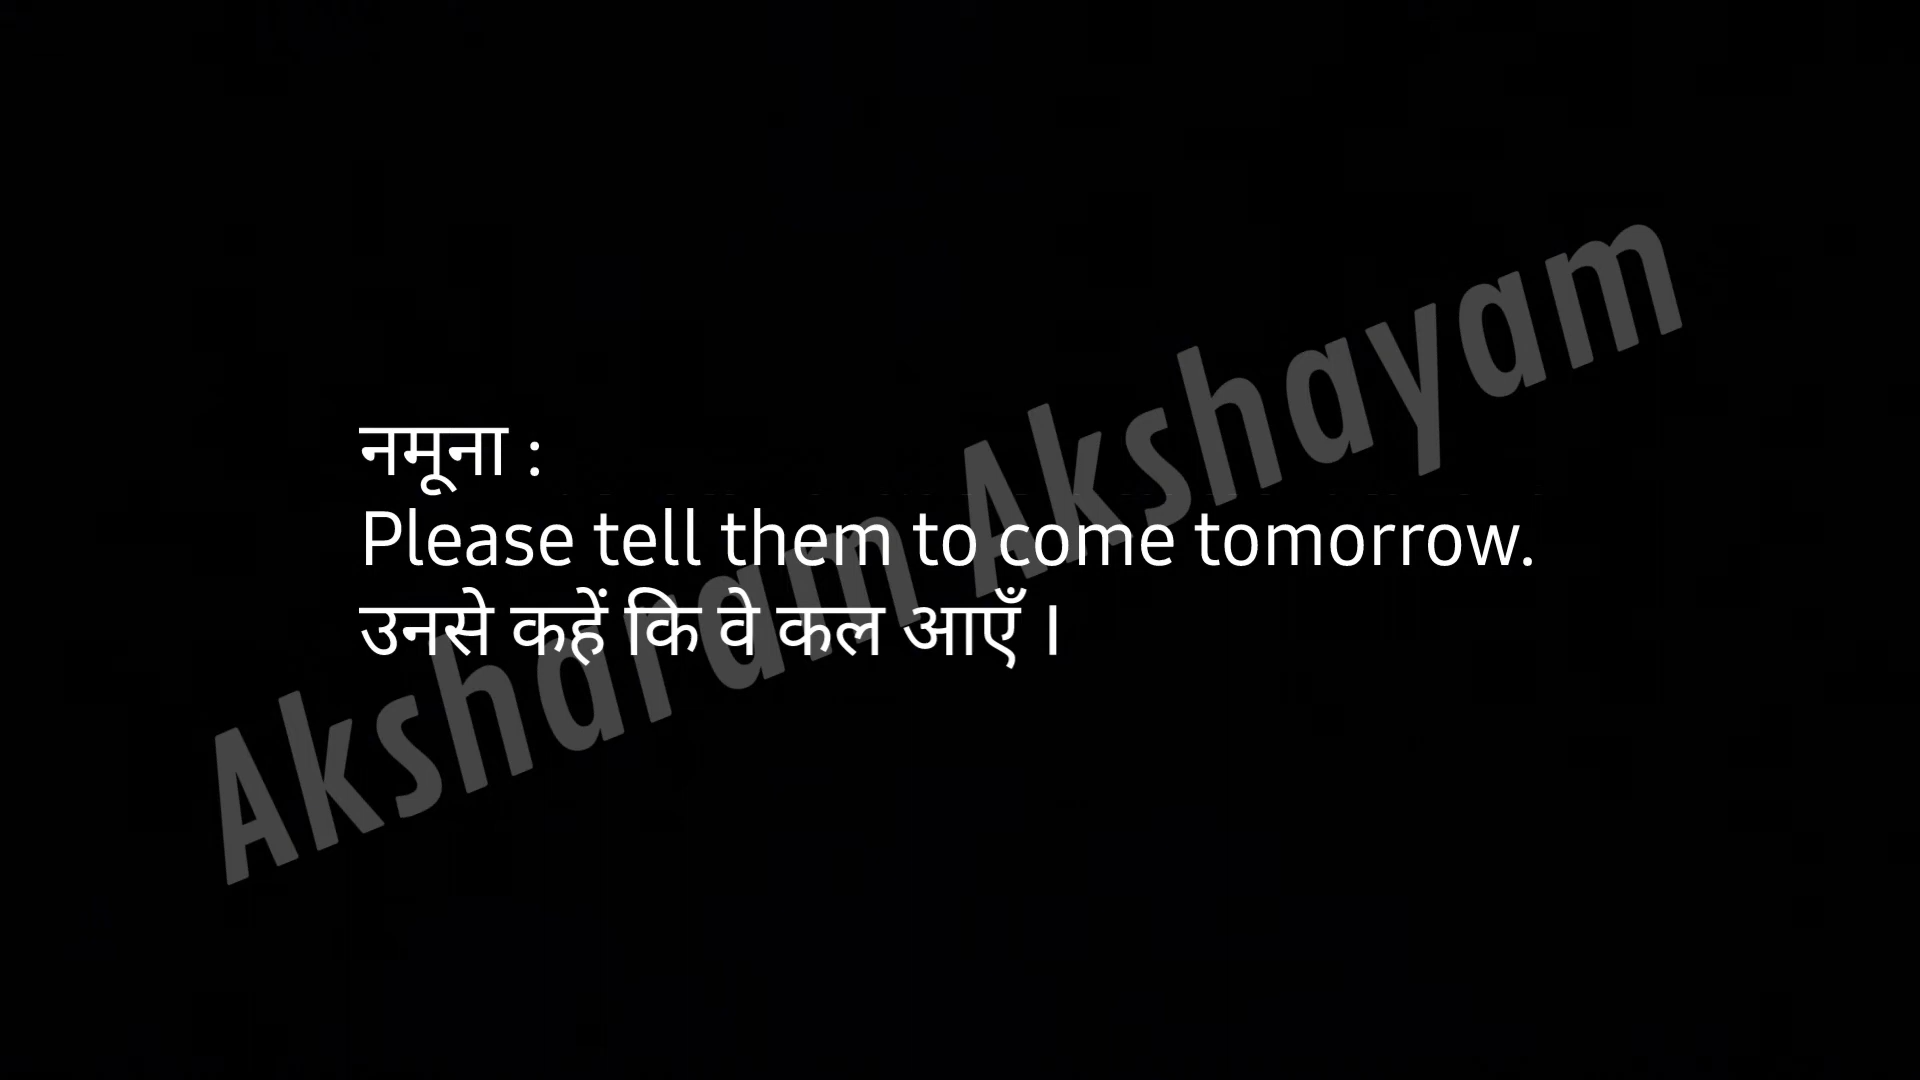 नमूना :
Please tell them to come tomorrow.
उनसे कहें कि वे कल आएँ ।
Aksharam Akshayam